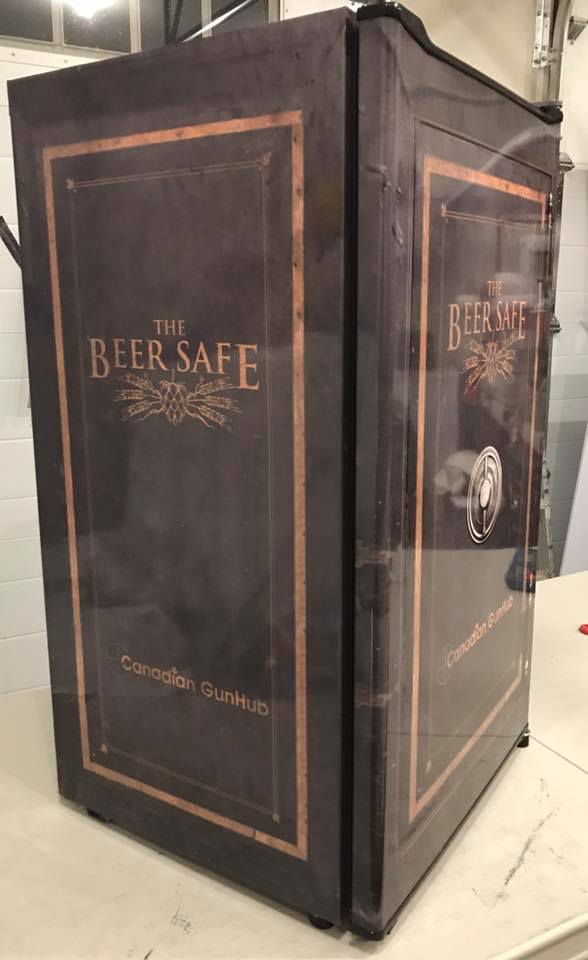 THE
BEER SAFE
Canadian GunHub
THE
BEER SAFE
Canadian GunHub